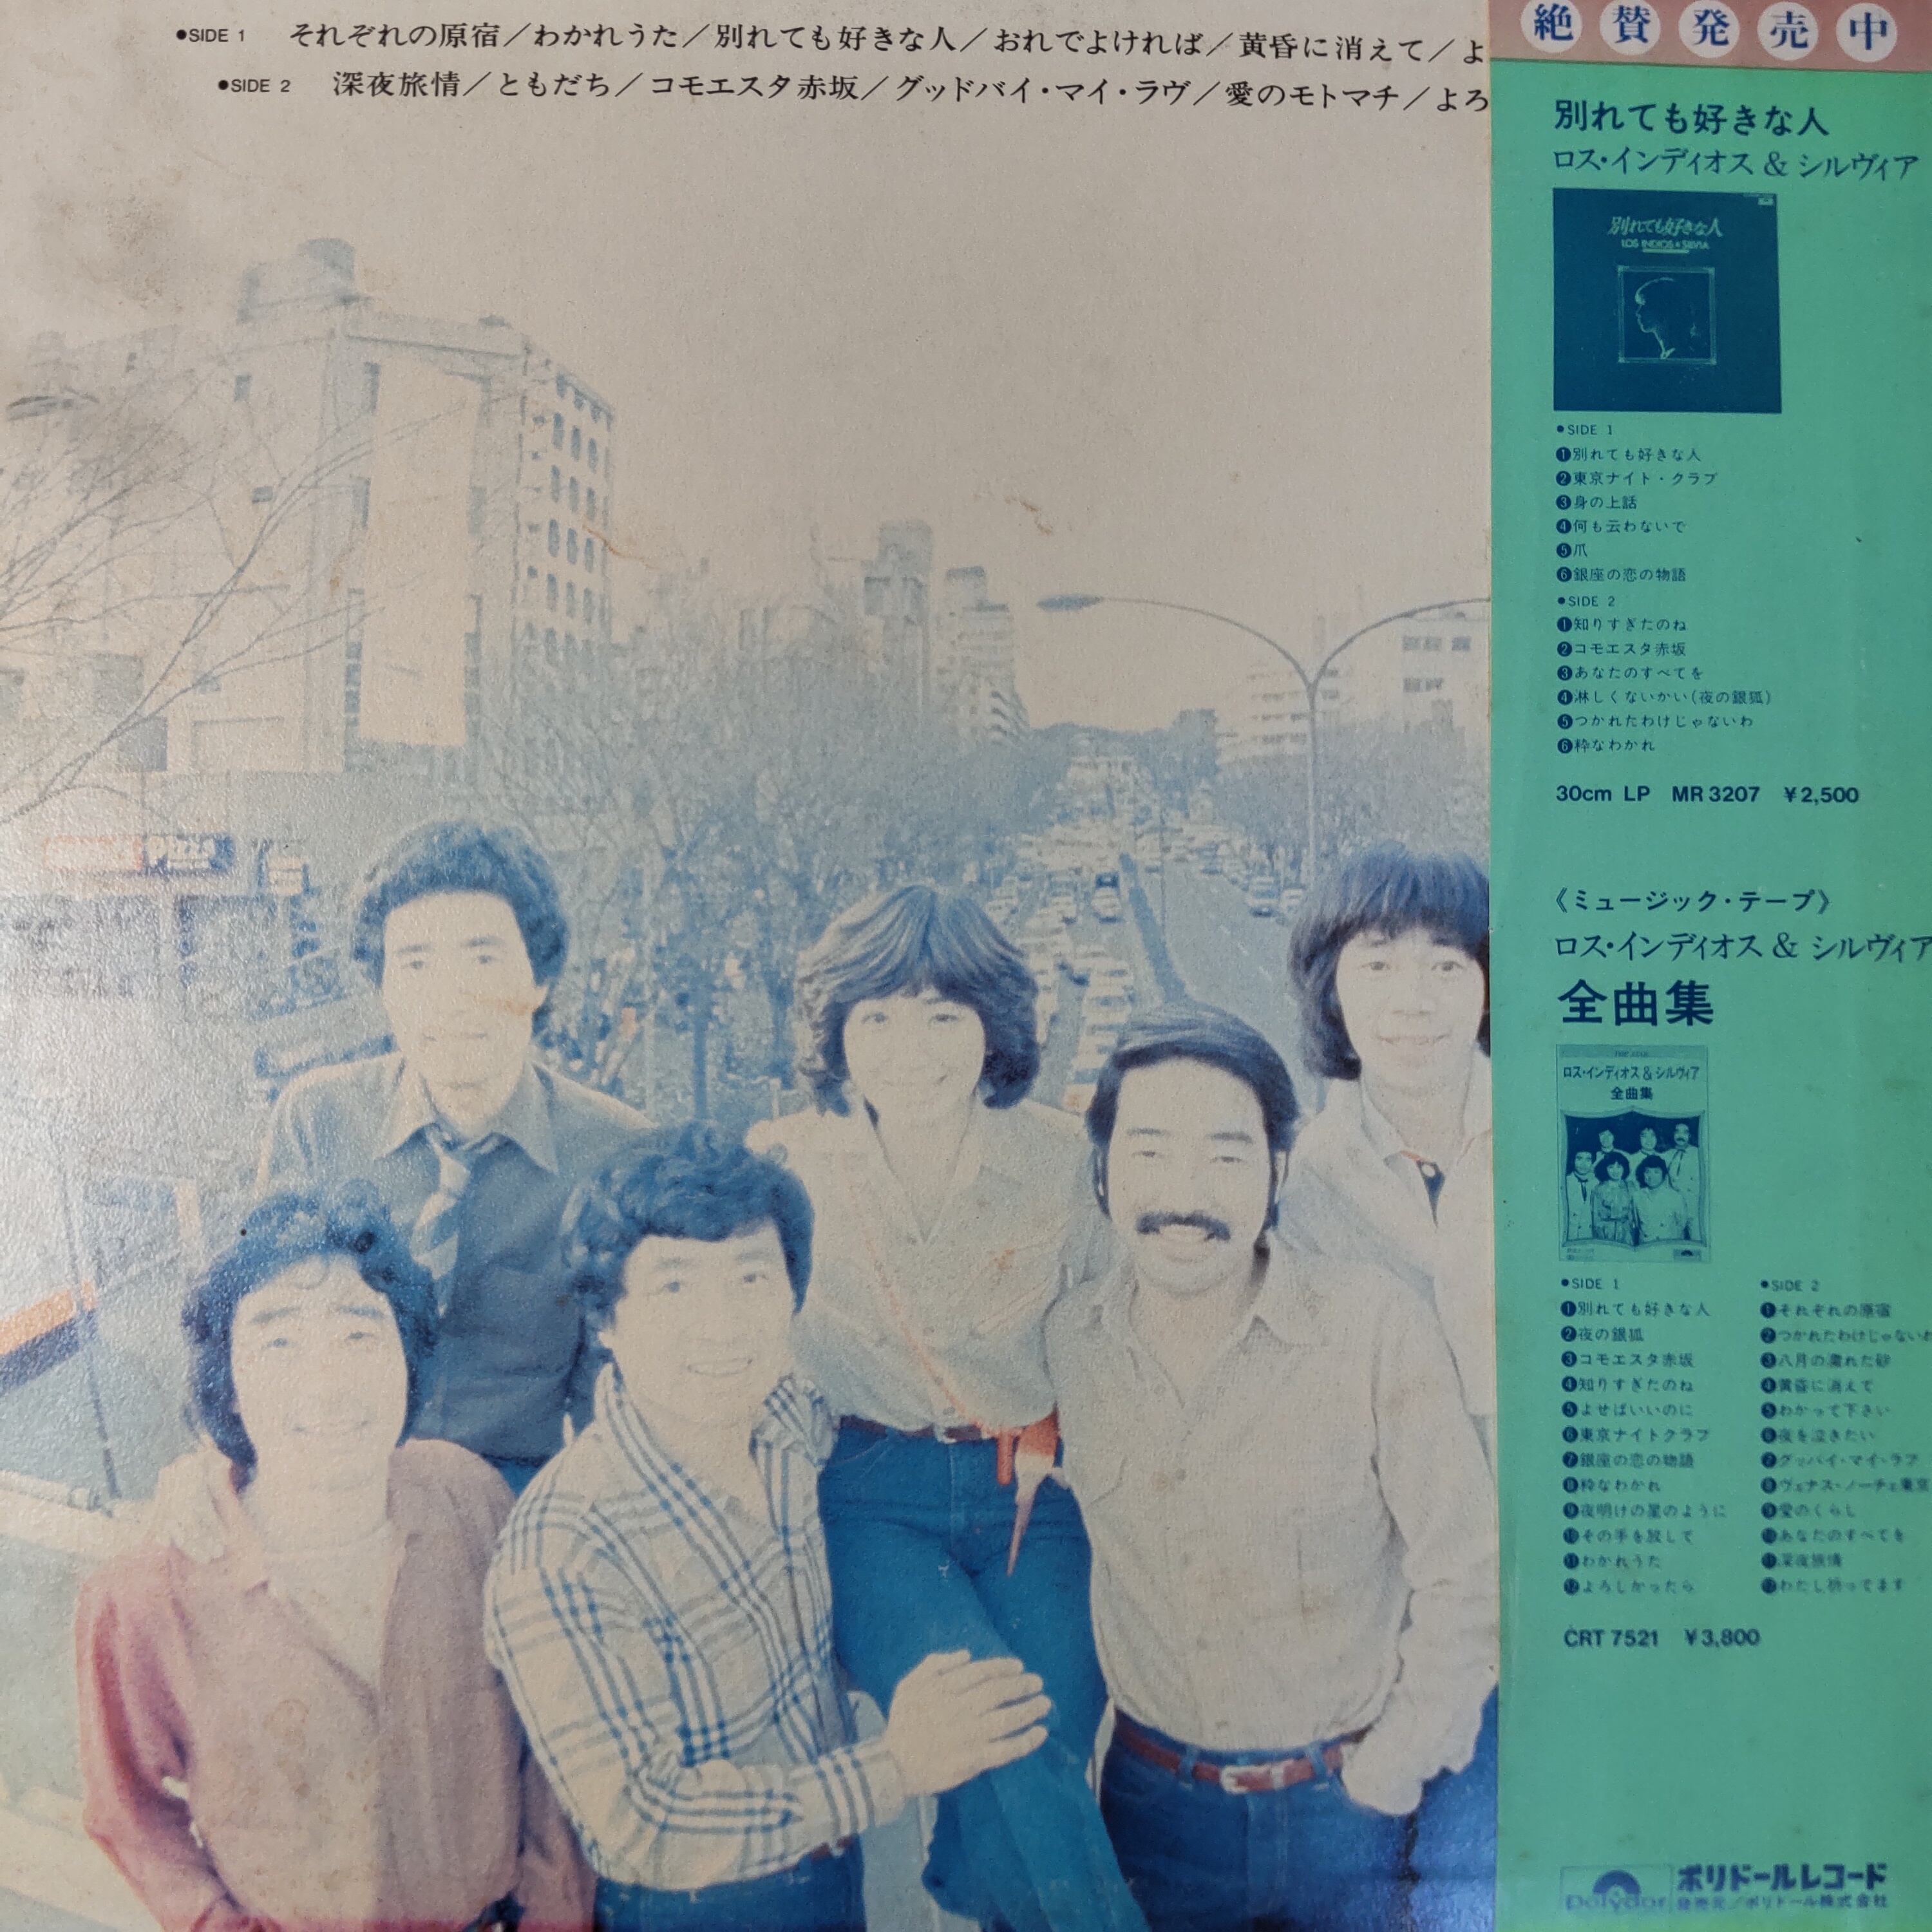 ●SIDE 1 それぞれの原宿／わかれうた／別れても好きな人／おれでよければ／黄昏に消えて／よ
●SIDE 2 深夜旅情／ともだち／コモエスタ赤坂／グッドバイ・マイ・ラヴ／愛のモトマチ／よろ
絶賛発売中
別れても好きな人
ロス・インディオス & シルヴィア
別れても好きな人
LOS INDIOS & SILVIA
●SIDE 1
❶別れても好きな人
❷東京ナイト・クラブ
❸身の上話
❹何も云わないで
❺爪
❻銀座の恋の物語
●SIDE 2
❶知りすぎたのね
❷コモエスタ赤坂
❸あなたのすべてを
❹淋しくないかい(夜の銀狐)
❺つかれたわけじゃないわ
❻粋なわかれ
30cm LP MR 3207 ￥2,500
《ミュージック・テープ》
ロス・インディオス & シルヴィア
全曲集
ロス・インディオス & シルヴィア
全曲集
●SIDE 1
❶別れても好きな人
❷夜の銀狐
❸コモエスタ赤坂
❹知りすぎたのね
❺よせばいいのに
❻東京ナイトクラブ
❼銀座の恋の物語
❽粋なわかれ
❾夜明けの星のように
❿その手を放して
⓫わかれうた
⓬よろしかったら
●SIDE 2
❶それぞれの原宿
❷つかれたわけじゃないわ
❸八月の濡れた砂
❹黄昏に消えて
❺わかって下さい
❻夜を泣きたい
❼グッバイ・マイ・ラブ
❽ヴェナス・ノーチェ東京
❾愛のくらし
❿あなたのすべてを
⓫深夜旅情
⓬わたし祈ってます
CRT 7521 ￥3,800
Polydor ポリドールレコード
発売元／ポリドール株式会社